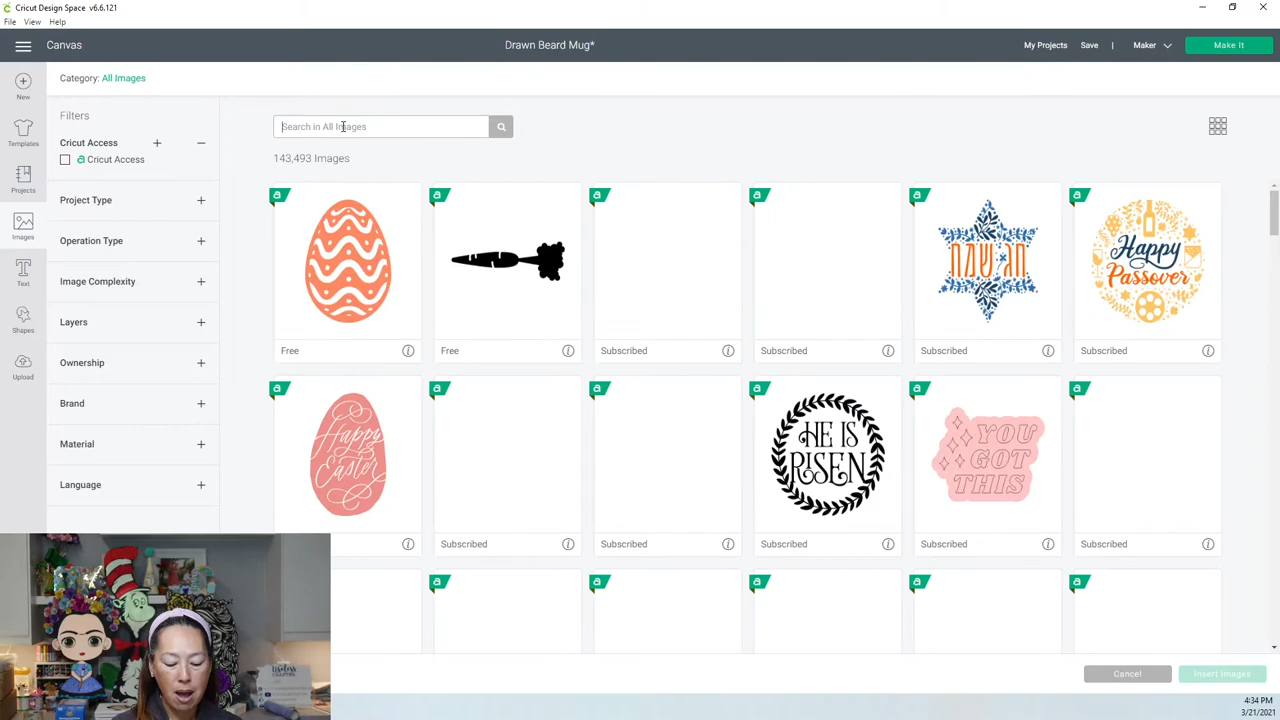 Cricut Design Space v6.6.121
File View Help
Canvas
Drawn Beard Mug*
My Projects Save | Maker Make It
New
Templates
Projects
Images
Text
Shapes
Upload
Category: All Images
Filters
Cricut Access + −
a Cricut Access
Project Type +
Operation Type +
Image Complexity +
Layers +
Ownership +
Brand +
Material +
Language +
Search in All Images
143,493 Images
a a a a a a
חג שמח
Happy
Passover
Free Free Subscribed Subscribed Subscribed Subscribed
a a a a a a
Happy
Easter
HE IS
RISEN
YOU
GOT
THIS
Subscribed Subscribed Subscribed Subscribed Subscribed
a a a a a
Cancel Insert Images
4:34 PM
3/21/2021